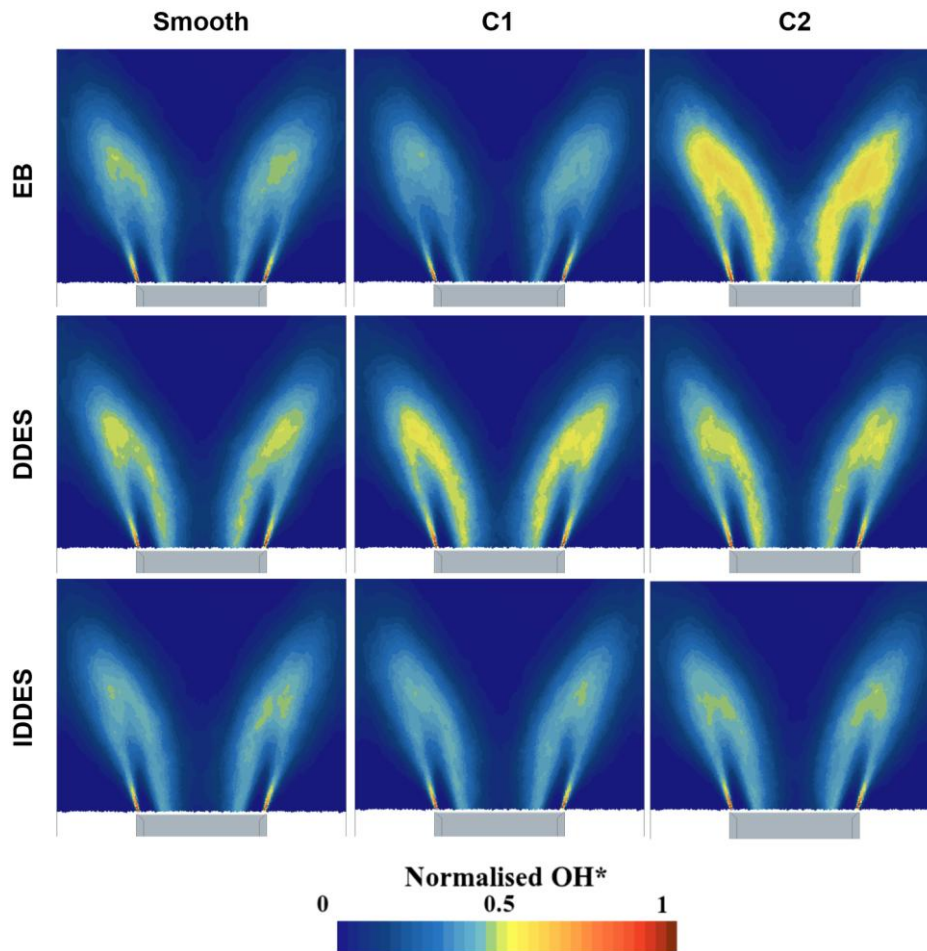 Smooth C1 C2
EB
DDES
IDDES
Normalised OH*
0 0.5 1